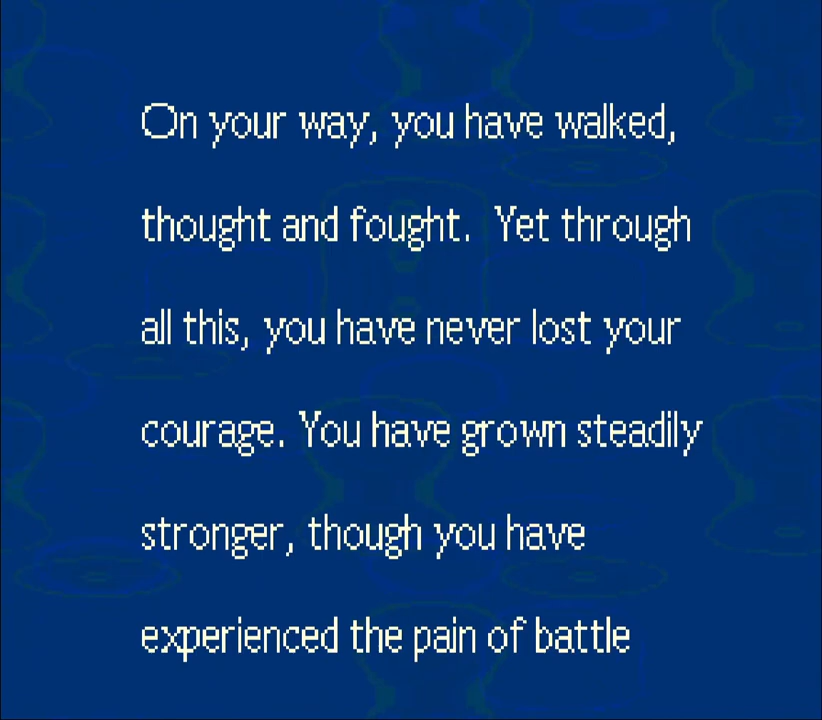 On your way, you have walked,
thought and fought.  Yet through
all this, you have never lost your
courage. You have grown steadily
stronger, though you have
experienced the pain of battle